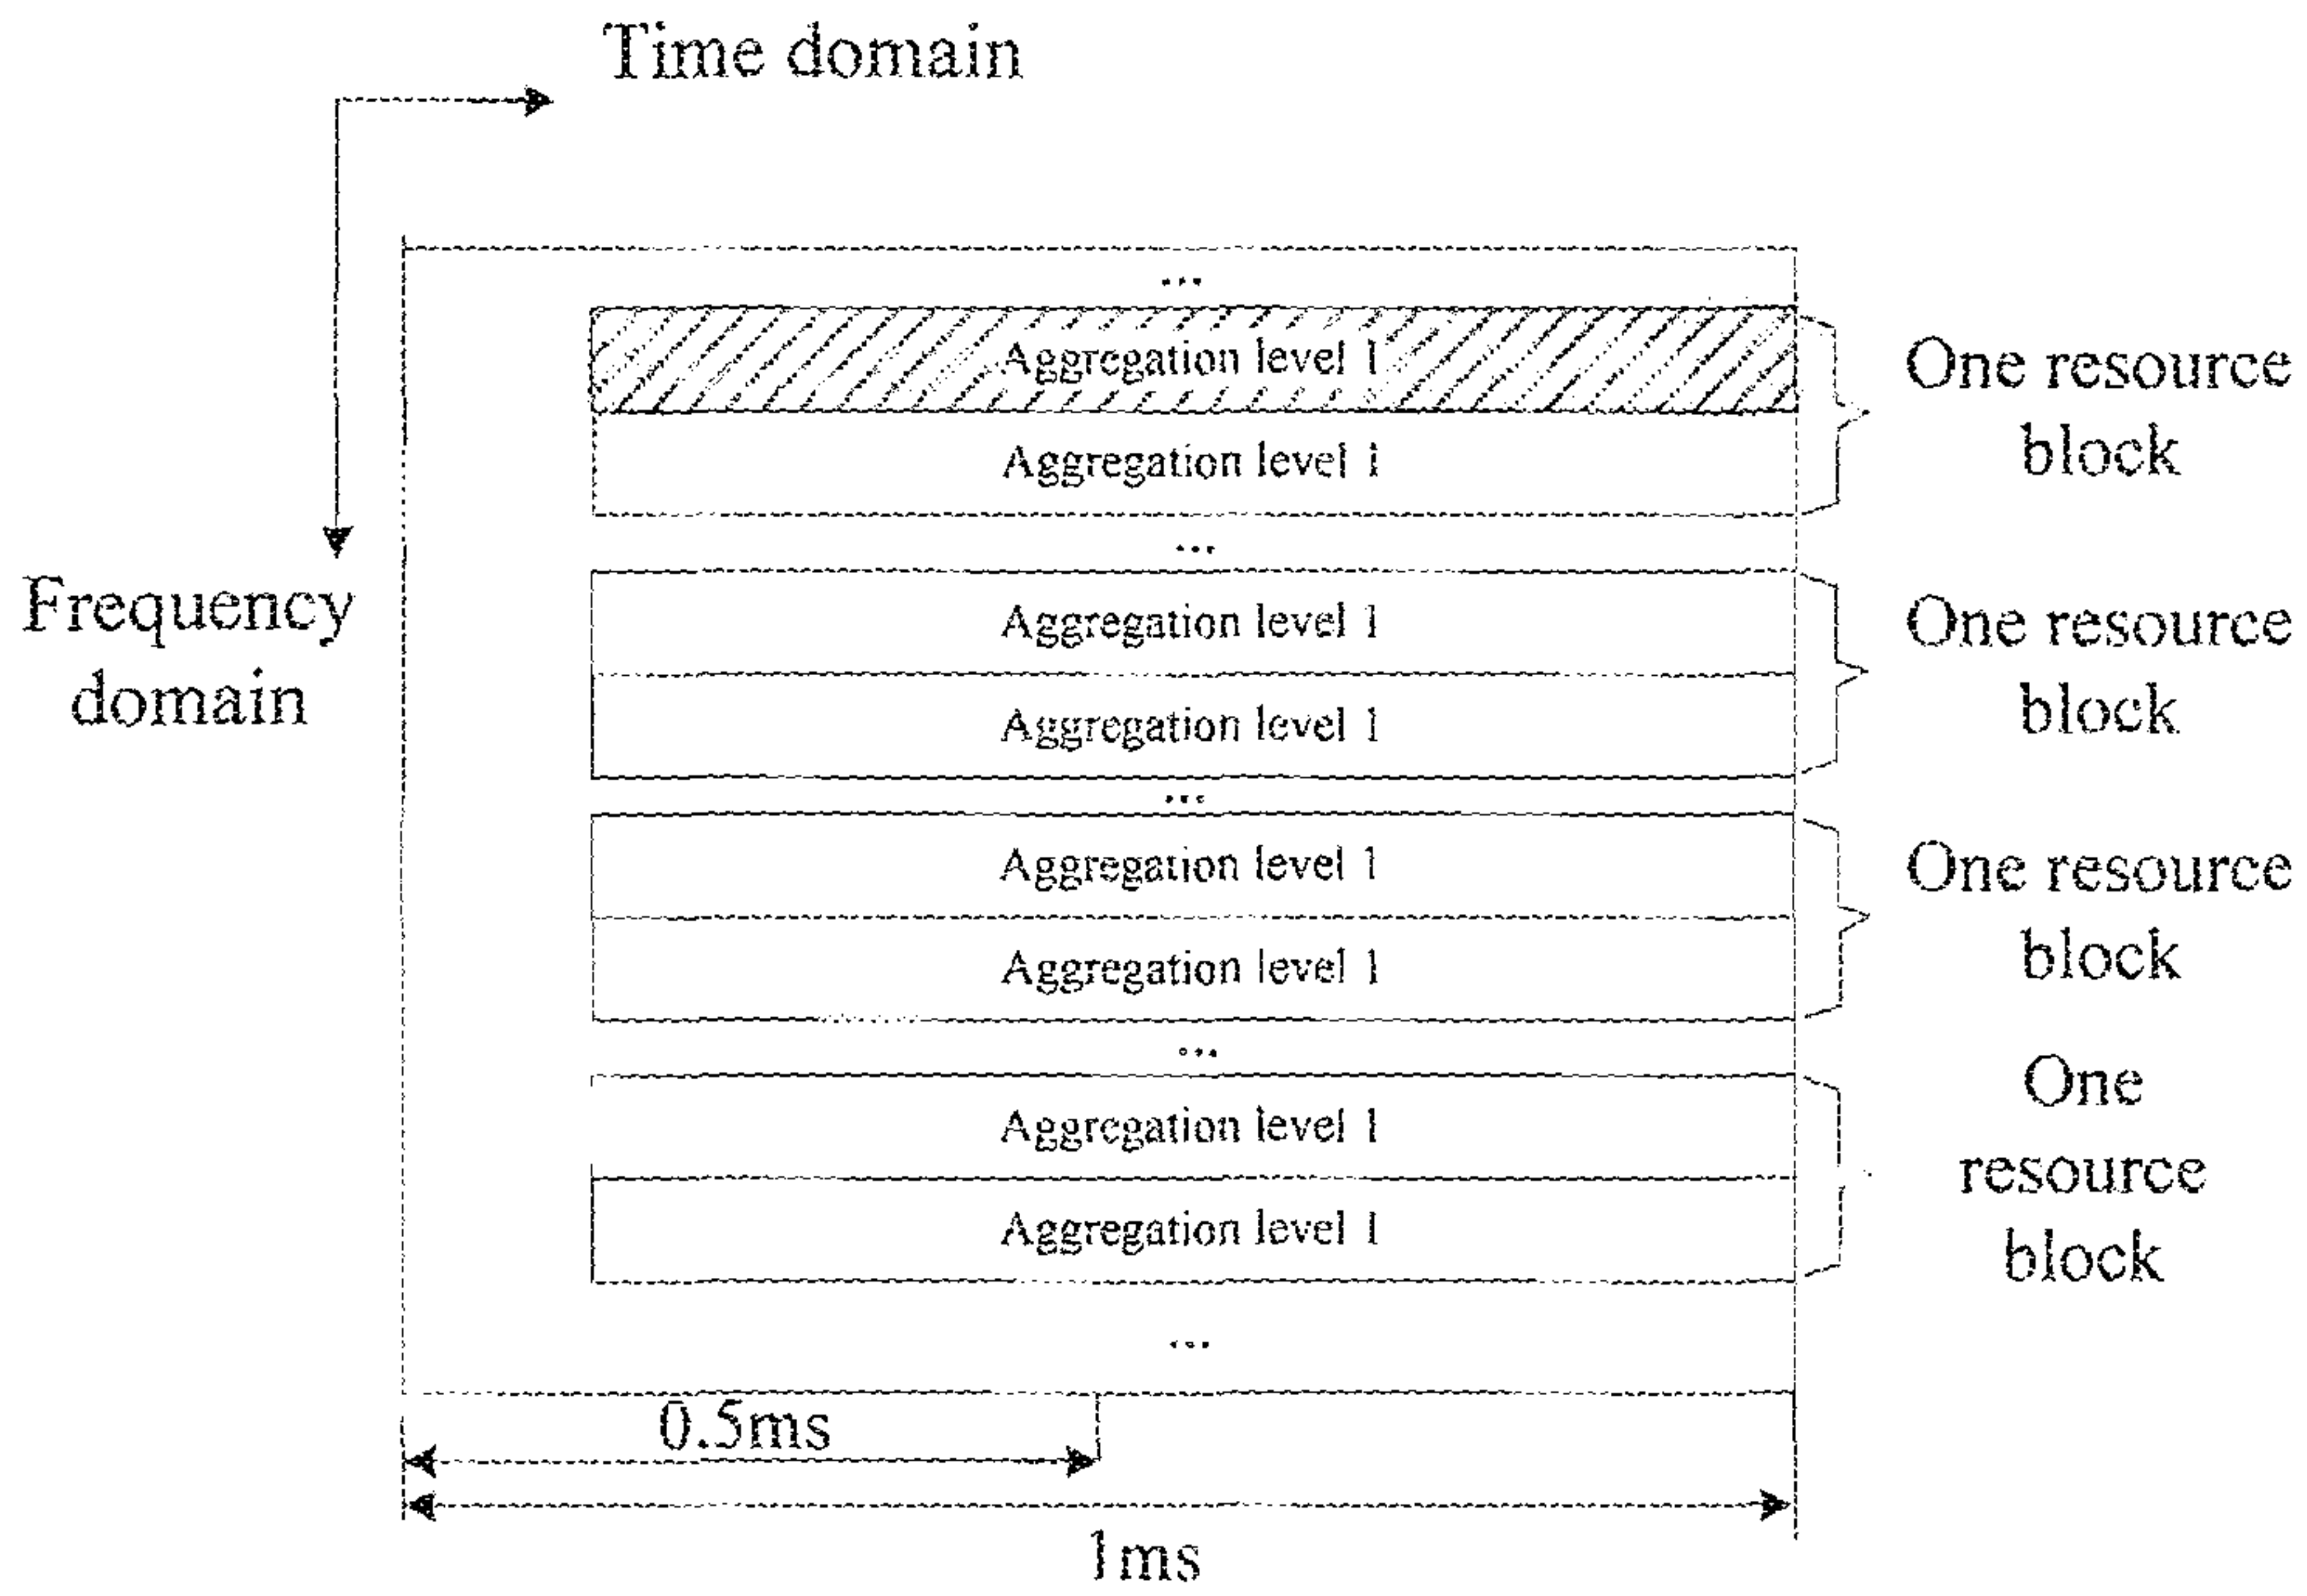 Time domain
...
Aggregation level 1
Aggregation level 1
One resource
block
...
Frequency
domain
Aggregation level 1
Aggregation level 1
One resource
block
...
Aggregation level 1
Aggregation level 1
One resource
block
...
Aggregation level 1
Aggregation level 1
One
resource
block
...
0.5ms
1ms